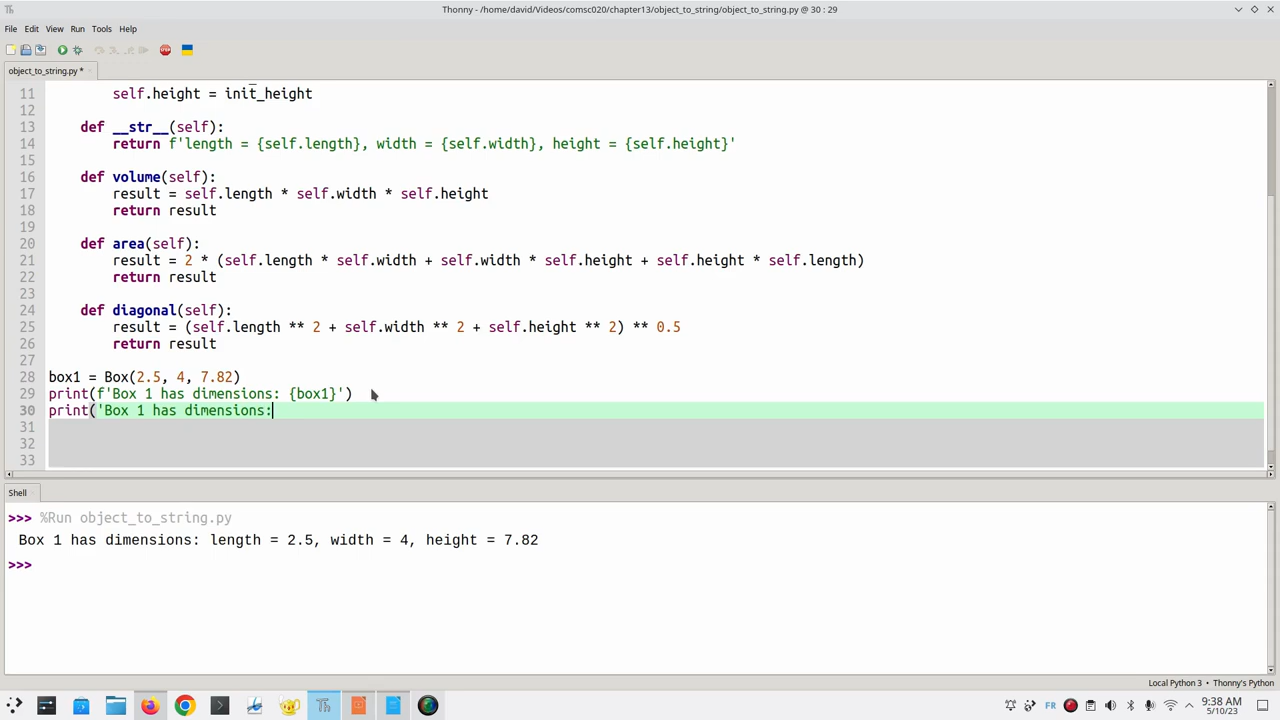 Thonny - /home/david/Videos/comsc020/chapter13/object_to_string/object_to_string.py @ 30 : 29
File Edit View Run Tools Help
object_to_string.py *
11 self.height = init_height
12
13 def __str__(self):
14 return f'length = {self.length}, width = {self.width}, height = {self.height}'
15
16 def volume(self):
17 result = self.length * self.width * self.height
18 return result
19
20 def area(self):
21 result = 2 * (self.length * self.width + self.width * self.height + self.height * self.length)
22 return result
23
24 def diagonal(self):
25 result = (self.length ** 2 + self.width ** 2 + self.height ** 2) ** 0.5
26 return result
27
28 box1 = Box(2.5, 4, 7.82)
29 print(f'Box 1 has dimensions: {box1}')
30 print('Box 1 has dimensions:
31
32
33
Shell
>>> %Run object_to_string.py
Box 1 has dimensions: length = 2.5, width = 4, height = 7.82
>>>
Local Python 3 • Thonny's Python
Th
FR
9:38 AM
5/10/23